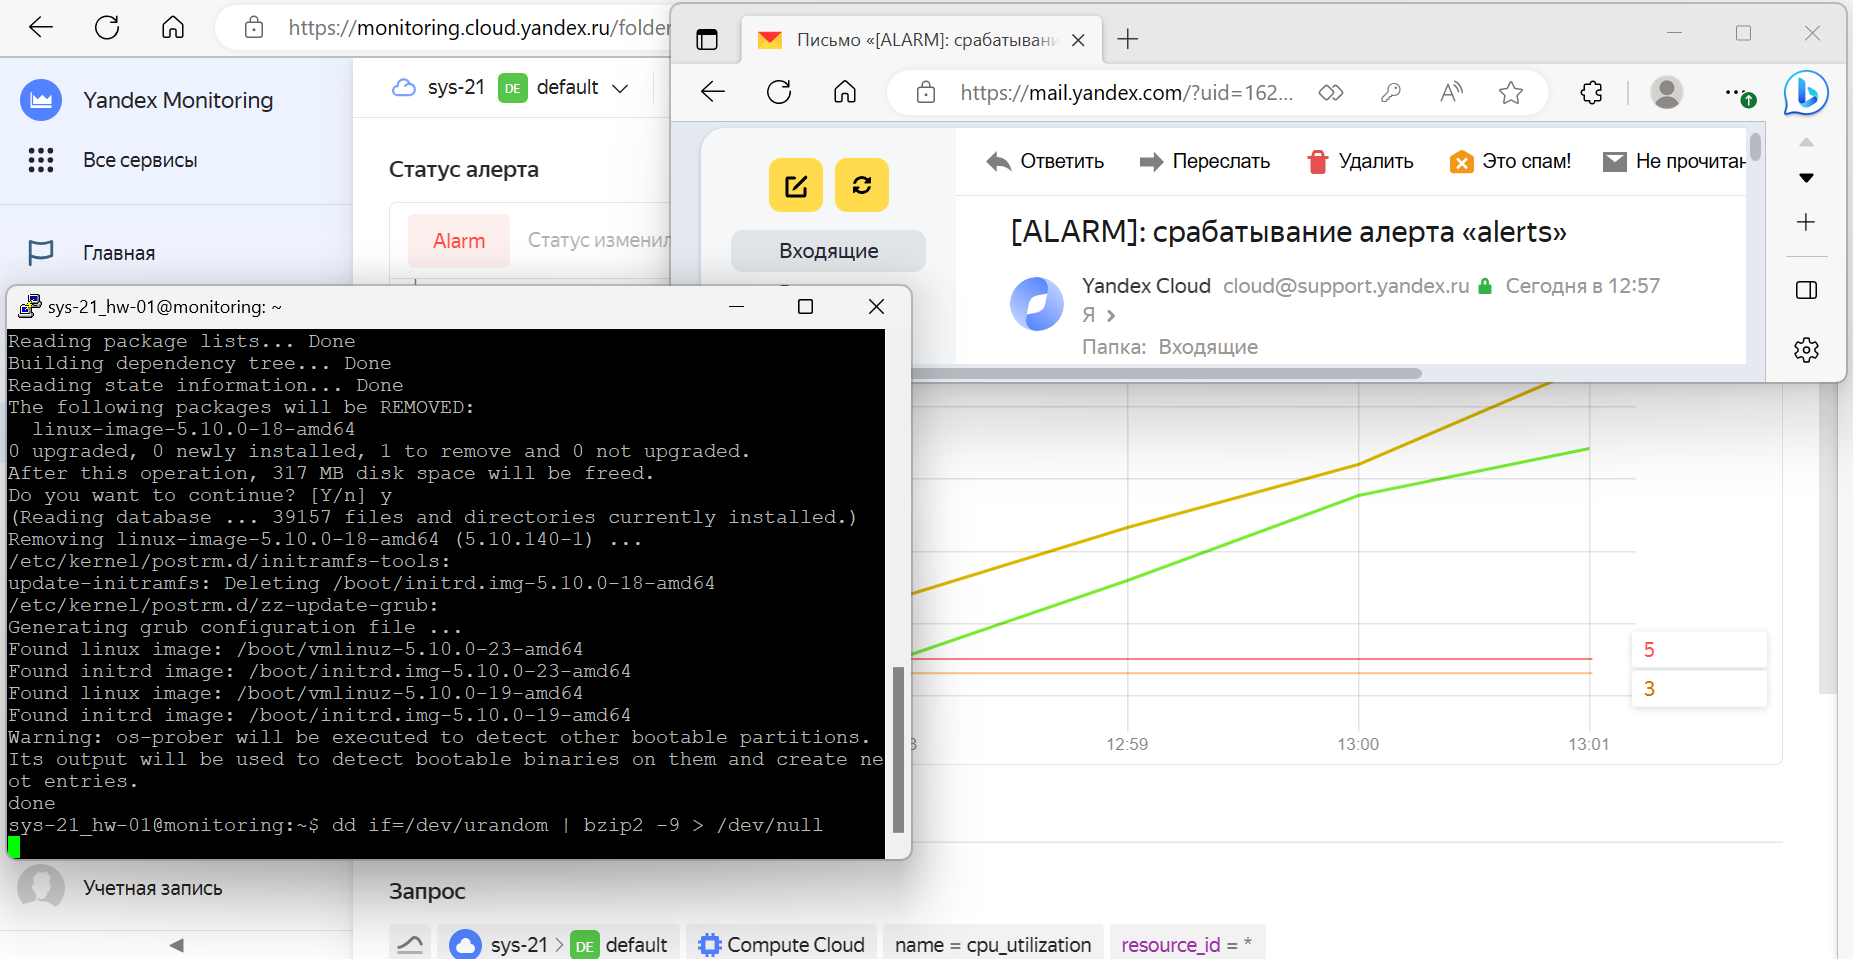 https://monitoring.cloud.yandex.ru/folder
Yandex Monitoring
Все сервисы
Главная
sys-21 DE default
Статус алерта
Alarm Статус изменил
Письмо «[ALARM]: срабатывани
https://mail.yandex.com/?uid=162...
Ответить Переслать Удалить Это спам! Не прочитан
Входящие
[ALARM]: срабатывание алерта «alerts»
Yandex Cloud cloud@support.yandex.ru Сегодня в 12:57
Я
Папка: Входящие
sys-21_hw-01@monitoring: ~
Reading package lists... Done
Building dependency tree... Done
Reading state information... Done
The following packages will be REMOVED:
linux-image-5.10.0-18-amd64
0 upgraded, 0 newly installed, 1 to remove and 0 not upgraded.
After this operation, 317 MB disk space will be freed.
Do you want to continue? [Y/n] y
(Reading database ... 39157 files and directories currently installed.)
Removing linux-image-5.10.0-18-amd64 (5.10.140-1) ...
/etc/kernel/postrm.d/initramfs-tools:
update-initramfs: Deleting /boot/initrd.img-5.10.0-18-amd64
/etc/kernel/postrm.d/zz-update-grub:
Generating grub configuration file ...
Found linux image: /boot/vmlinuz-5.10.0-23-amd64
Found initrd image: /boot/initrd.img-5.10.0-23-amd64
Found linux image: /boot/vmlinuz-5.10.0-19-amd64
Found initrd image: /boot/initrd.img-5.10.0-19-amd64
Warning: os-prober will be executed to detect other bootable partitions.
Its output will be used to detect bootable binaries on them and create ne
ot entries.
done
sys-21_hw-01@monitoring:~$ dd if=/dev/urandom | bzip2 -9 > /dev/null
5
3
12:59 13:00 13:01
Учетная запись
Запрос
sys-21 > DE default Compute Cloud name = cpu_utilization resource_id = *